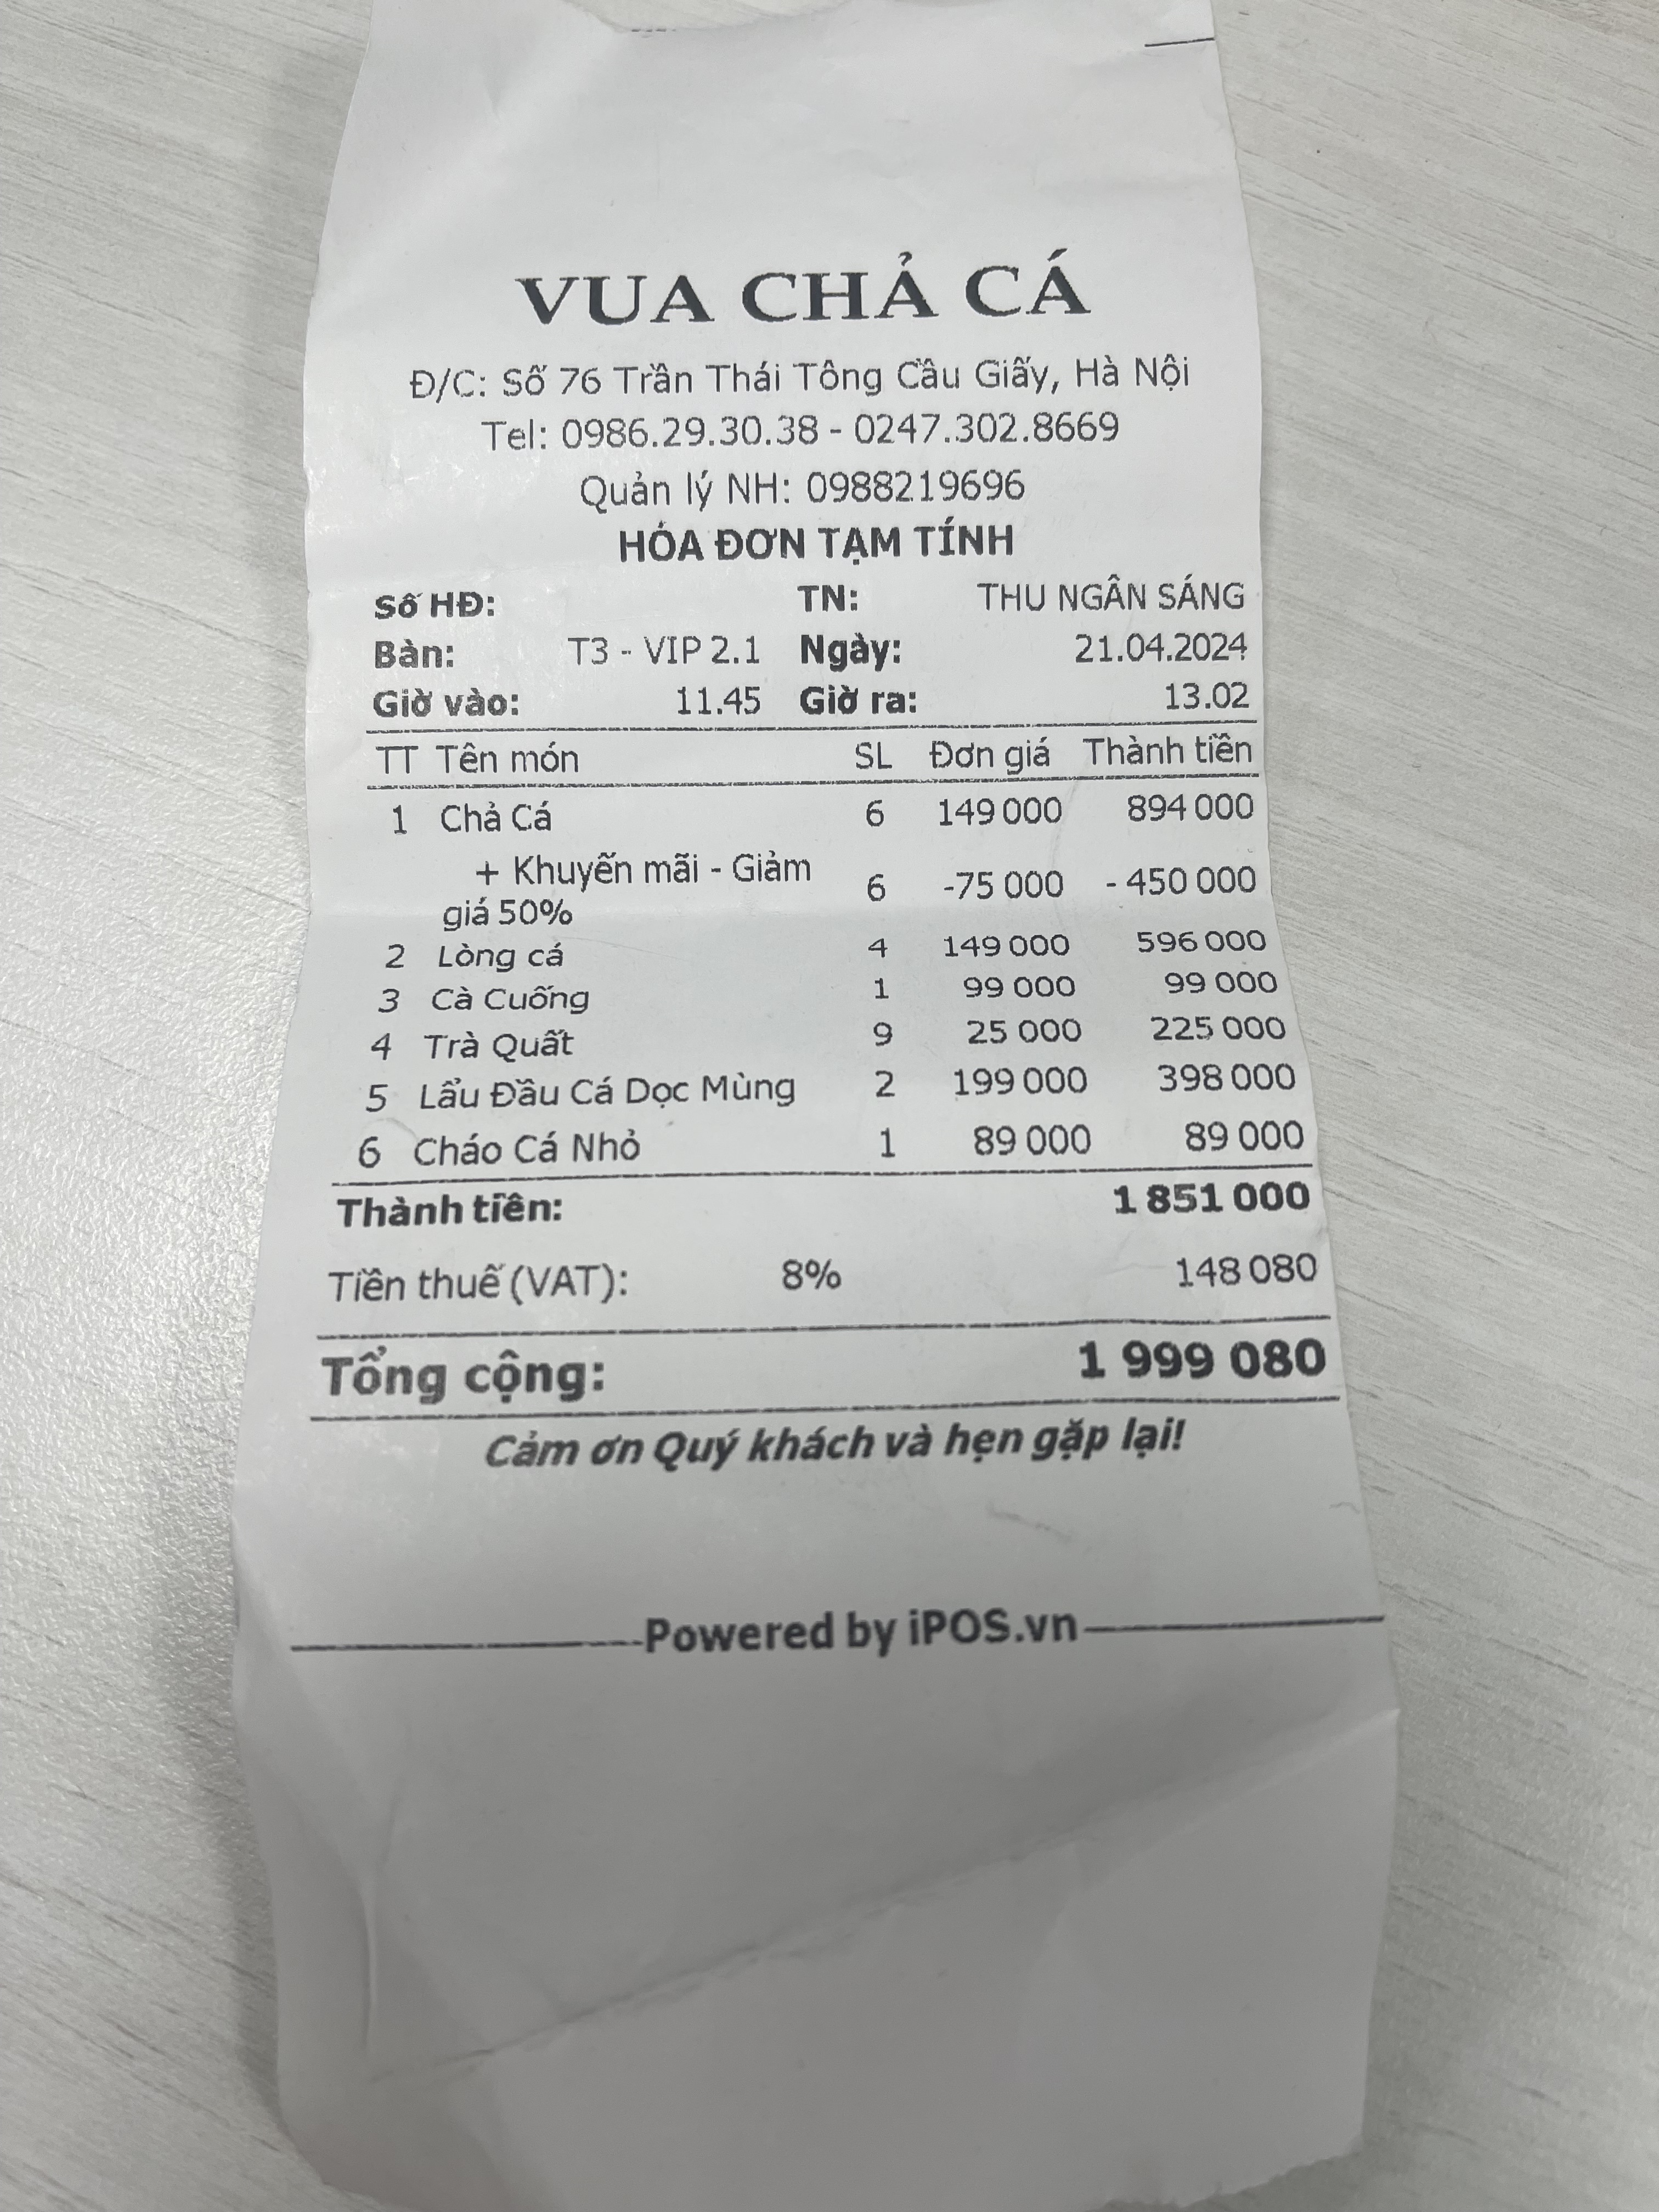 VUA CHẢ CÁ
Đ/C: Số 76 Trần Thái Tông Cầu Giấy, Hà Nội
Tel: 0986.29.30.38 - 0247.302.8669
Quản lý NH: 0988219696
HÓA ĐƠN TẠM TÍNH
Số HĐ: TN: THU NGÂN SÁNG
Bàn: T3 - VIP 2.1 Ngày: 21.04.2024
Giờ vào: 11.45 Giờ ra: 13.02
TT Tên món SL Đơn giá Thành tiền
1 Chả Cá 6 149 000 894 000
+ Khuyến mãi - Giảm
giá 50% 6 -75 000 - 450 000
2 Lòng cá 4 149 000 596 000
3 Cà Cuống 1 99 000 99 000
4 Trà Quất 9 25 000 225 000
5 Lẩu Đầu Cá Dọc Mùng 2 199 000 398 000
6 Cháo Cá Nhỏ 1 89 000 89 000
Thành tiền: 1 851 000
Tiền thuế (VAT): 8% 148 080
Tổng cộng: 1 999 080
Cảm ơn Quý khách và hẹn gặp lại!
Powered by iPOS.vn